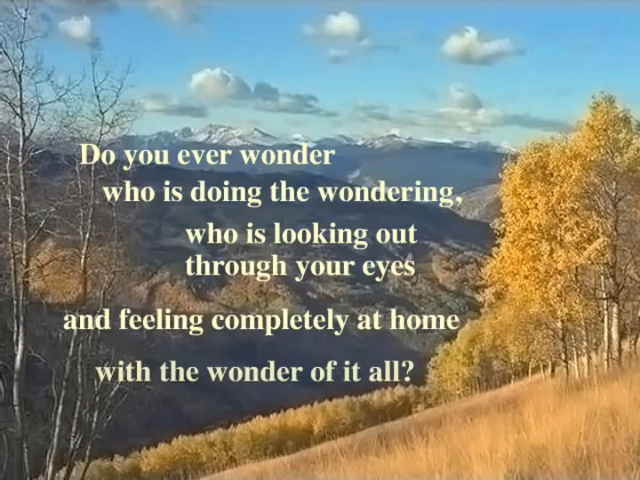 Do you ever wonder
who is doing the wondering,
who is looking out
through your eyes
and feeling completely at home
with the wonder of it all?